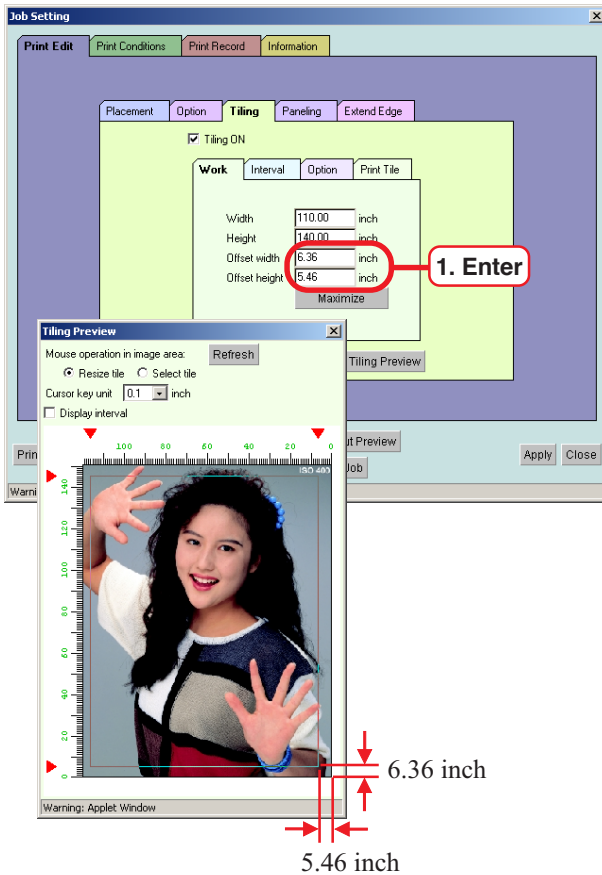 Job Setting
Print Edit Print Conditions Print Record Information
Placement Option Tiling Paneling Extend Edge
Tiling ON
Work Interval Option Print Tile
Width 110.00 inch
Height 140.00 inch
Offset width 6.36 inch
Offset height 5.46 inch
1. Enter
Maximize
Tiling Preview
Tiling Preview
Mouse operation in image area: Refresh
Resize tile Select tile
Cursor key unit 0.1 inch
Display interval
Prin ut Preview
Job Apply Close
Warni
100 80 60 40 20 0
ISO 400
140
120
100
80
60
40
20
0
6.36 inch
Warning: Applet Window
5.46 inch